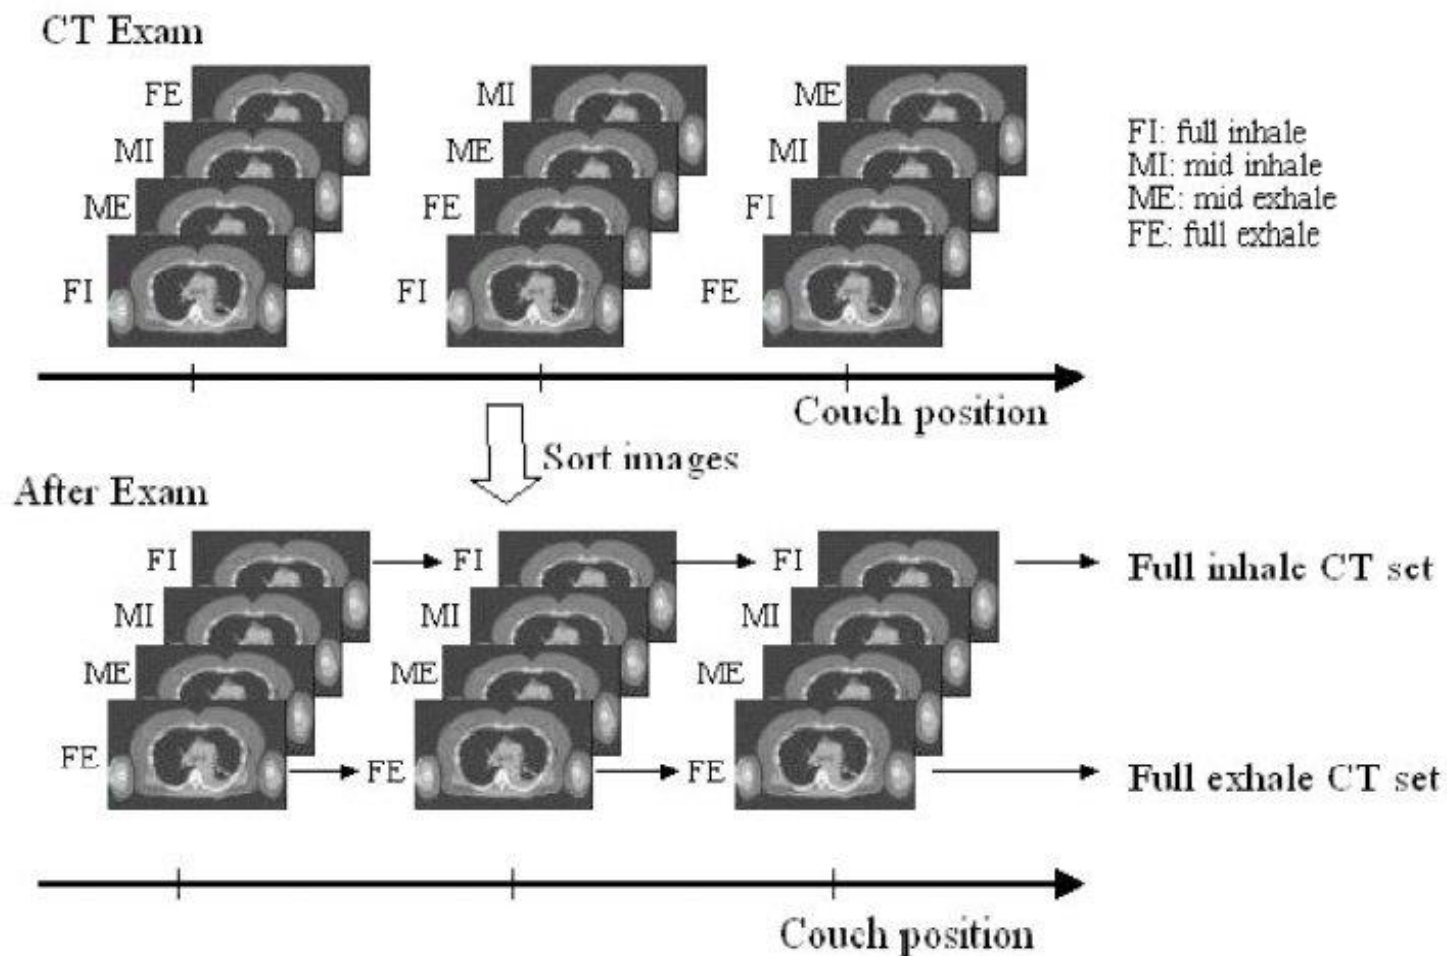 CT Exam
FE
MI
ME
FI
MI
ME
FE
FI
ME
MI
FI
FE
FI: full inhale
MI: mid inhale
ME: mid exhale
FE: full exhale
Couch position
Sort images
After Exam
FI
MI
ME
FE
FI
MI
ME
FE
FI
MI
ME
FE
Full inhale CT set
Full exhale CT set
Couch position